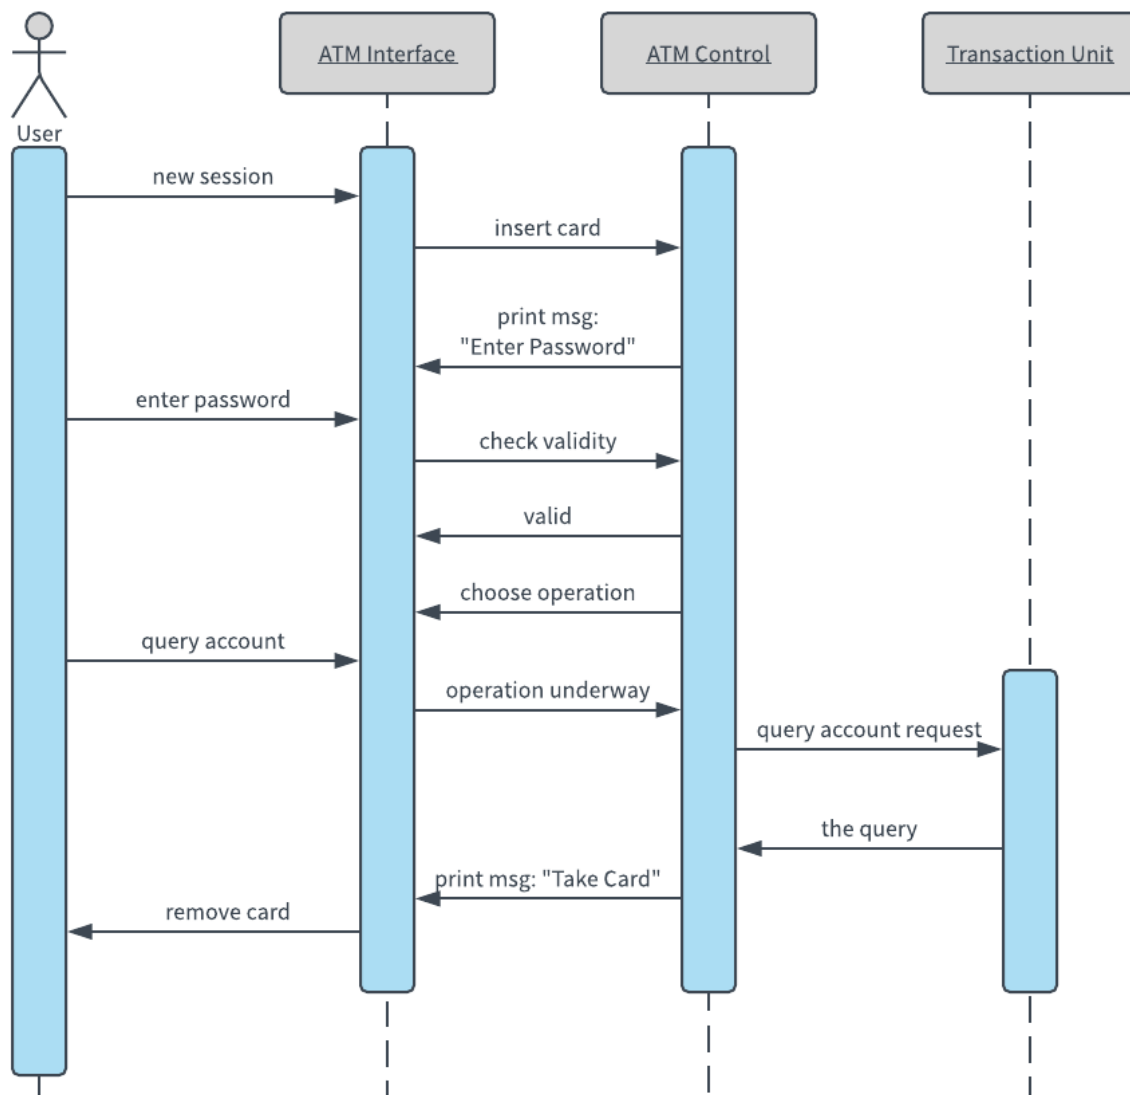 ATM Interface
ATM Control
Transaction Unit
User
new session
insert card
print msg:
"Enter Password"
enter password
check validity
valid
choose operation
query account
operation underway
query account request
the query
print msg: "Take Card"
remove card